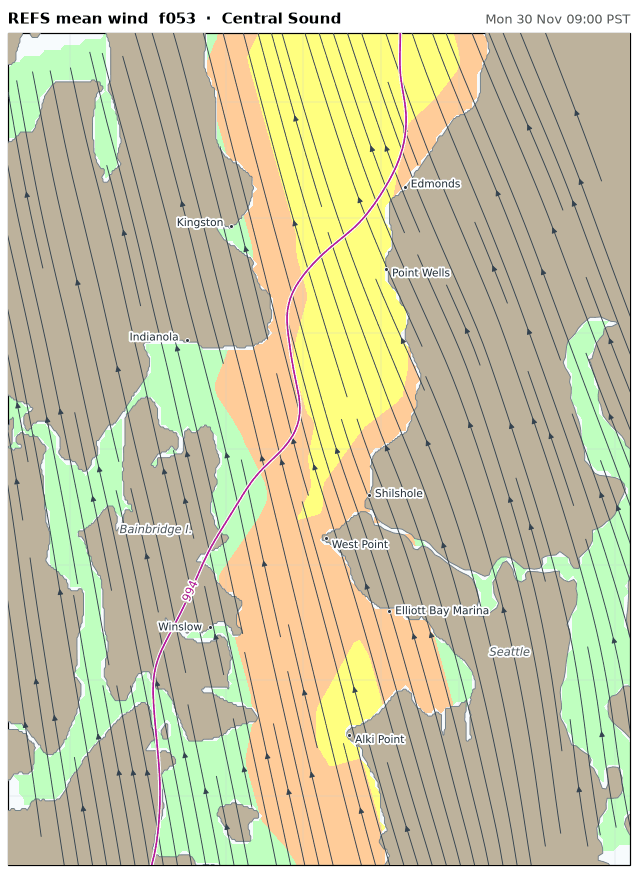 REFS mean wind f053 · Central Sound
Mon 30 Nov 09:00 PST
Edmonds
Kingston
Point Wells
Indianola
Shilshole
Bainbridge I.
West Point
994
Elliott Bay Marina
Winslow
Seattle
Alki Point